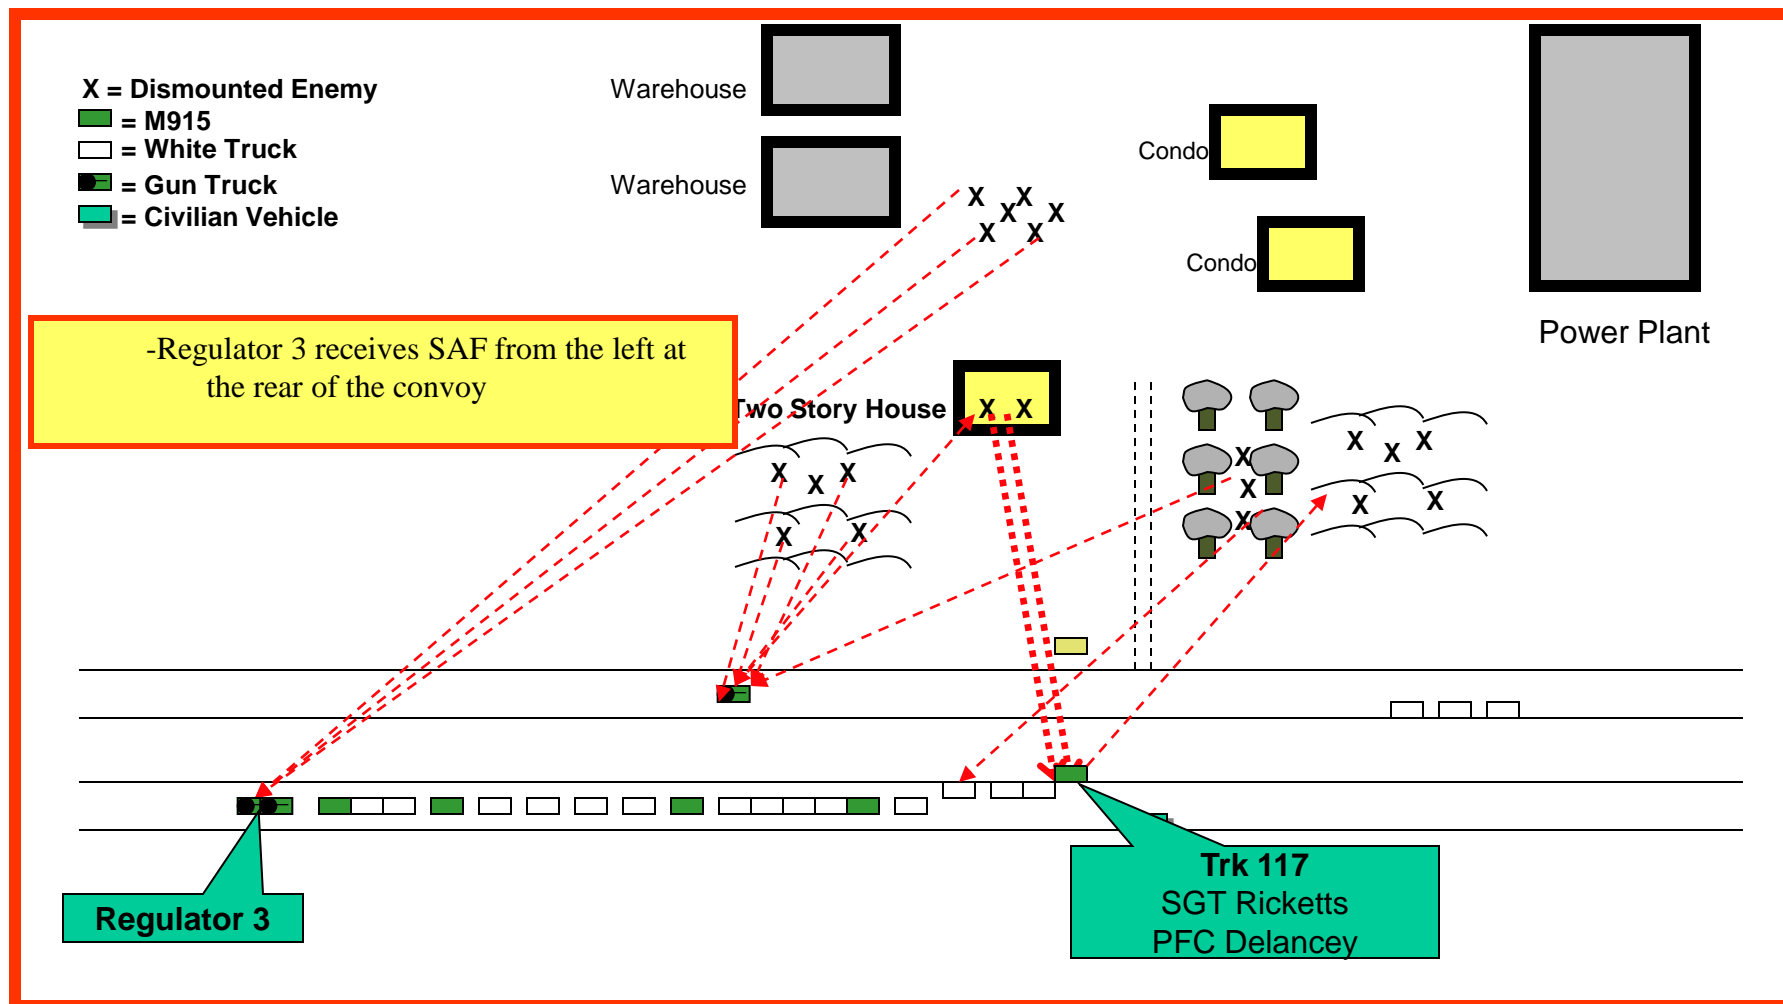 X = Dismounted Enemy
= M915
= White Truck
= Gun Truck
= Civilian Vehicle
Warehouse
Warehouse
Condo
Condo
Power Plant
-Regulator 3 receives SAF from the left at
the rear of the convoy
Two Story House
X X
X X
X X
X X
X X
X X
X
X X
X
X
X
X X
X
X X
Regulator 3
Trk 117
SGT Ricketts
PFC Delancey